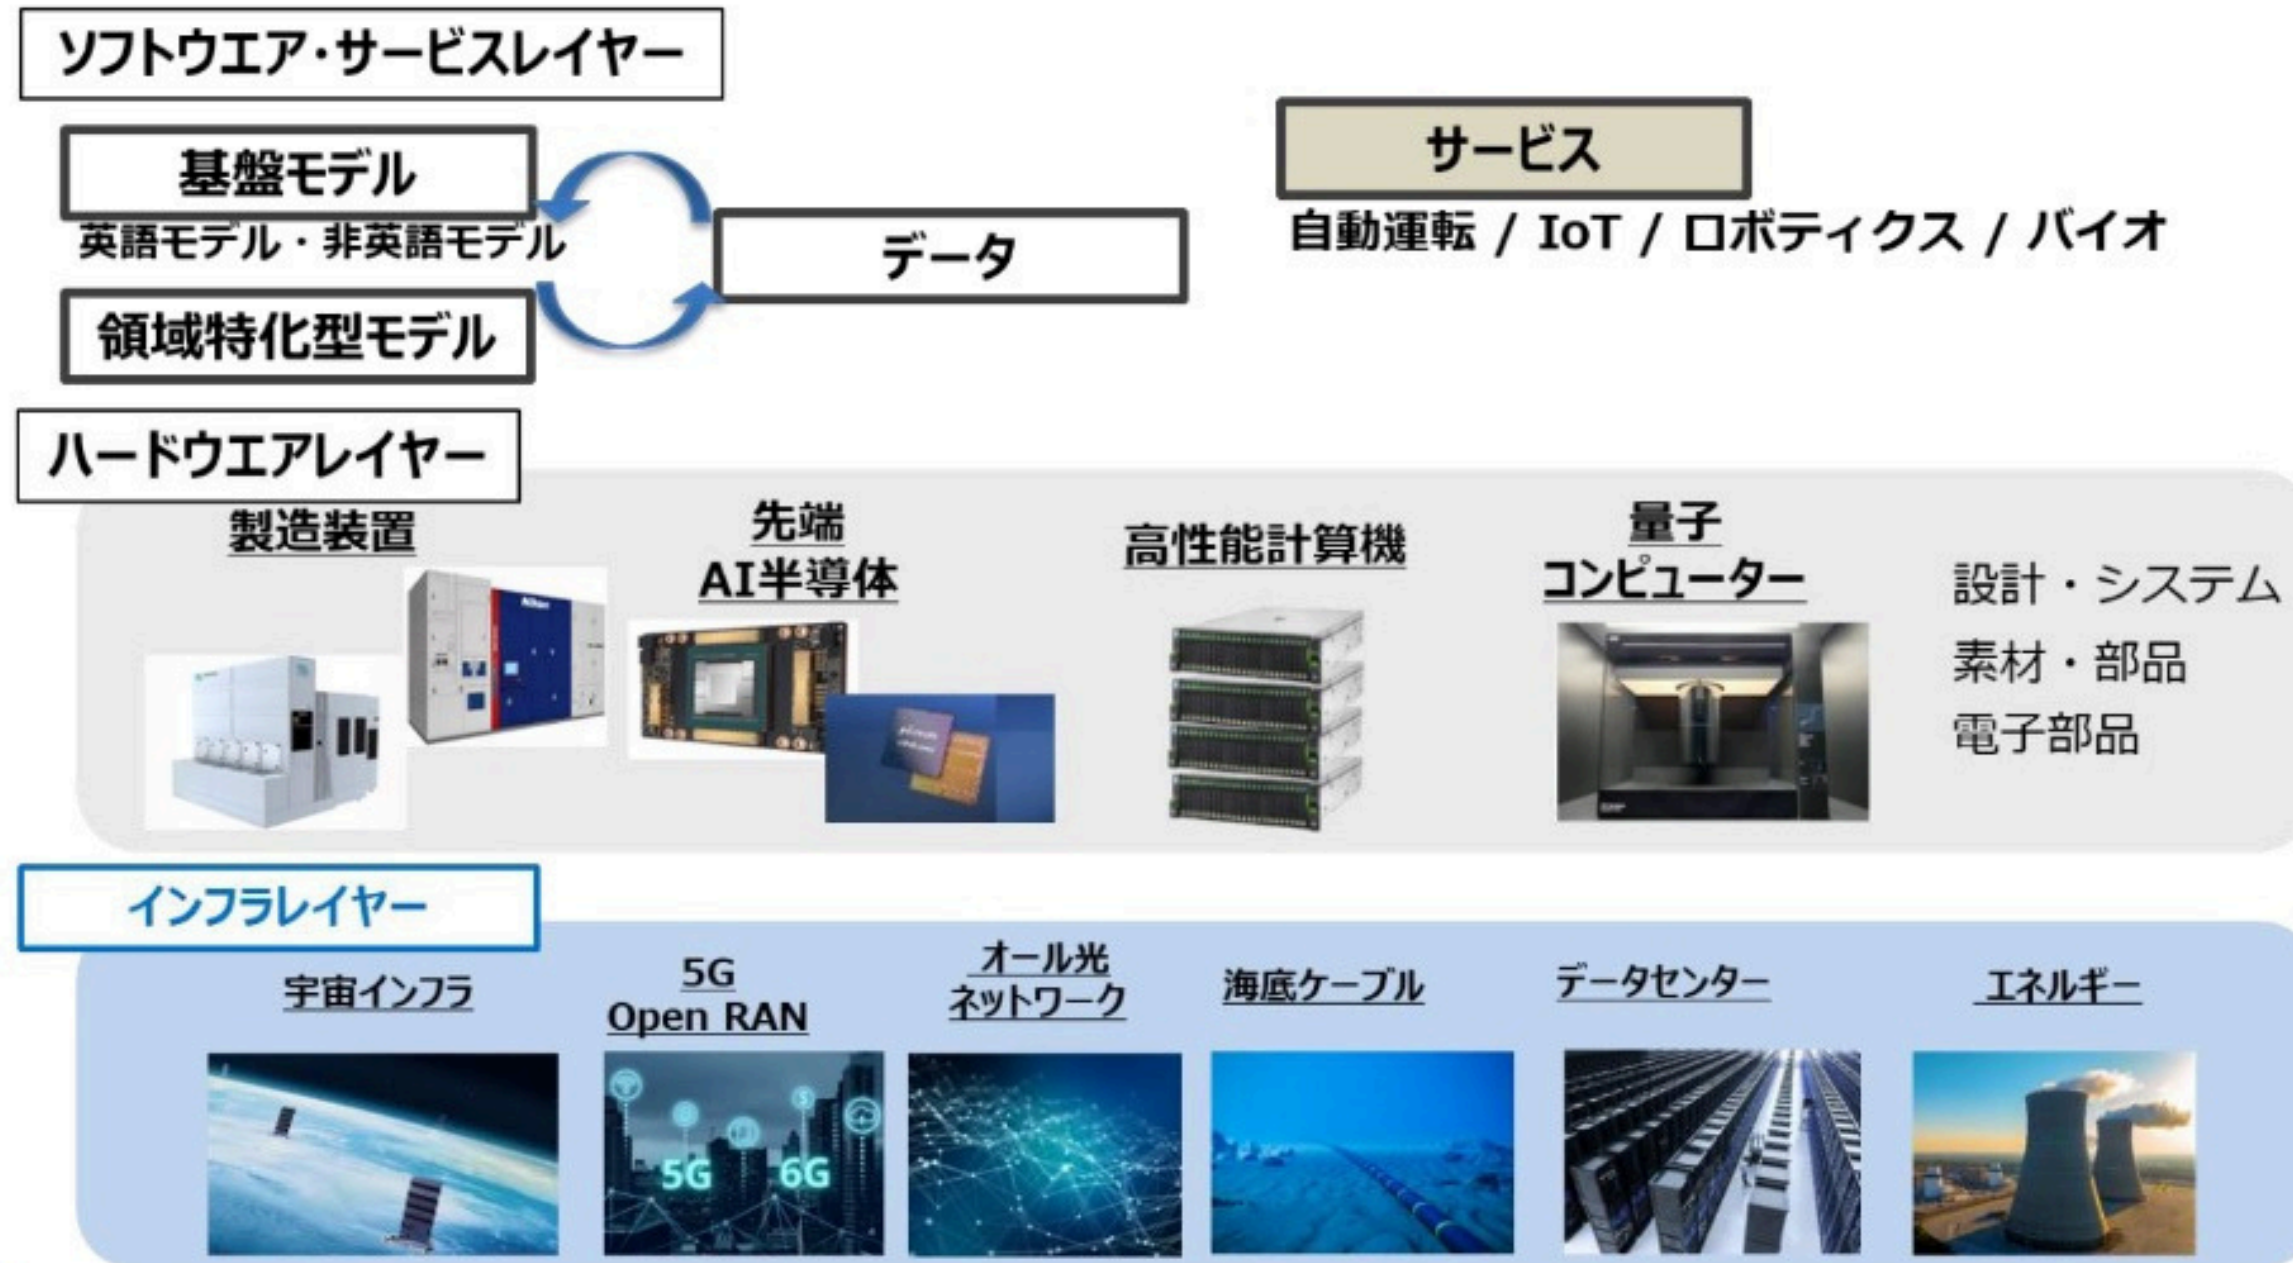 ソフトウエア・サービスレイヤー
基盤モデル
英語モデル・非英語モデル
領域特化型モデル
データ
サービス
自動運転 / IoT / ロボティクス / バイオ
ハードウエアレイヤー
製造装置
Nikon
先端
AI半導体
高性能計算機
量子
コンピューター
設計・システム
素材・部品
電子部品
インフラレイヤー
宇宙インフラ
5G
Open RAN
オール光
ネットワーク
海底ケーブル
データセンター
エネルギー
5G
6G